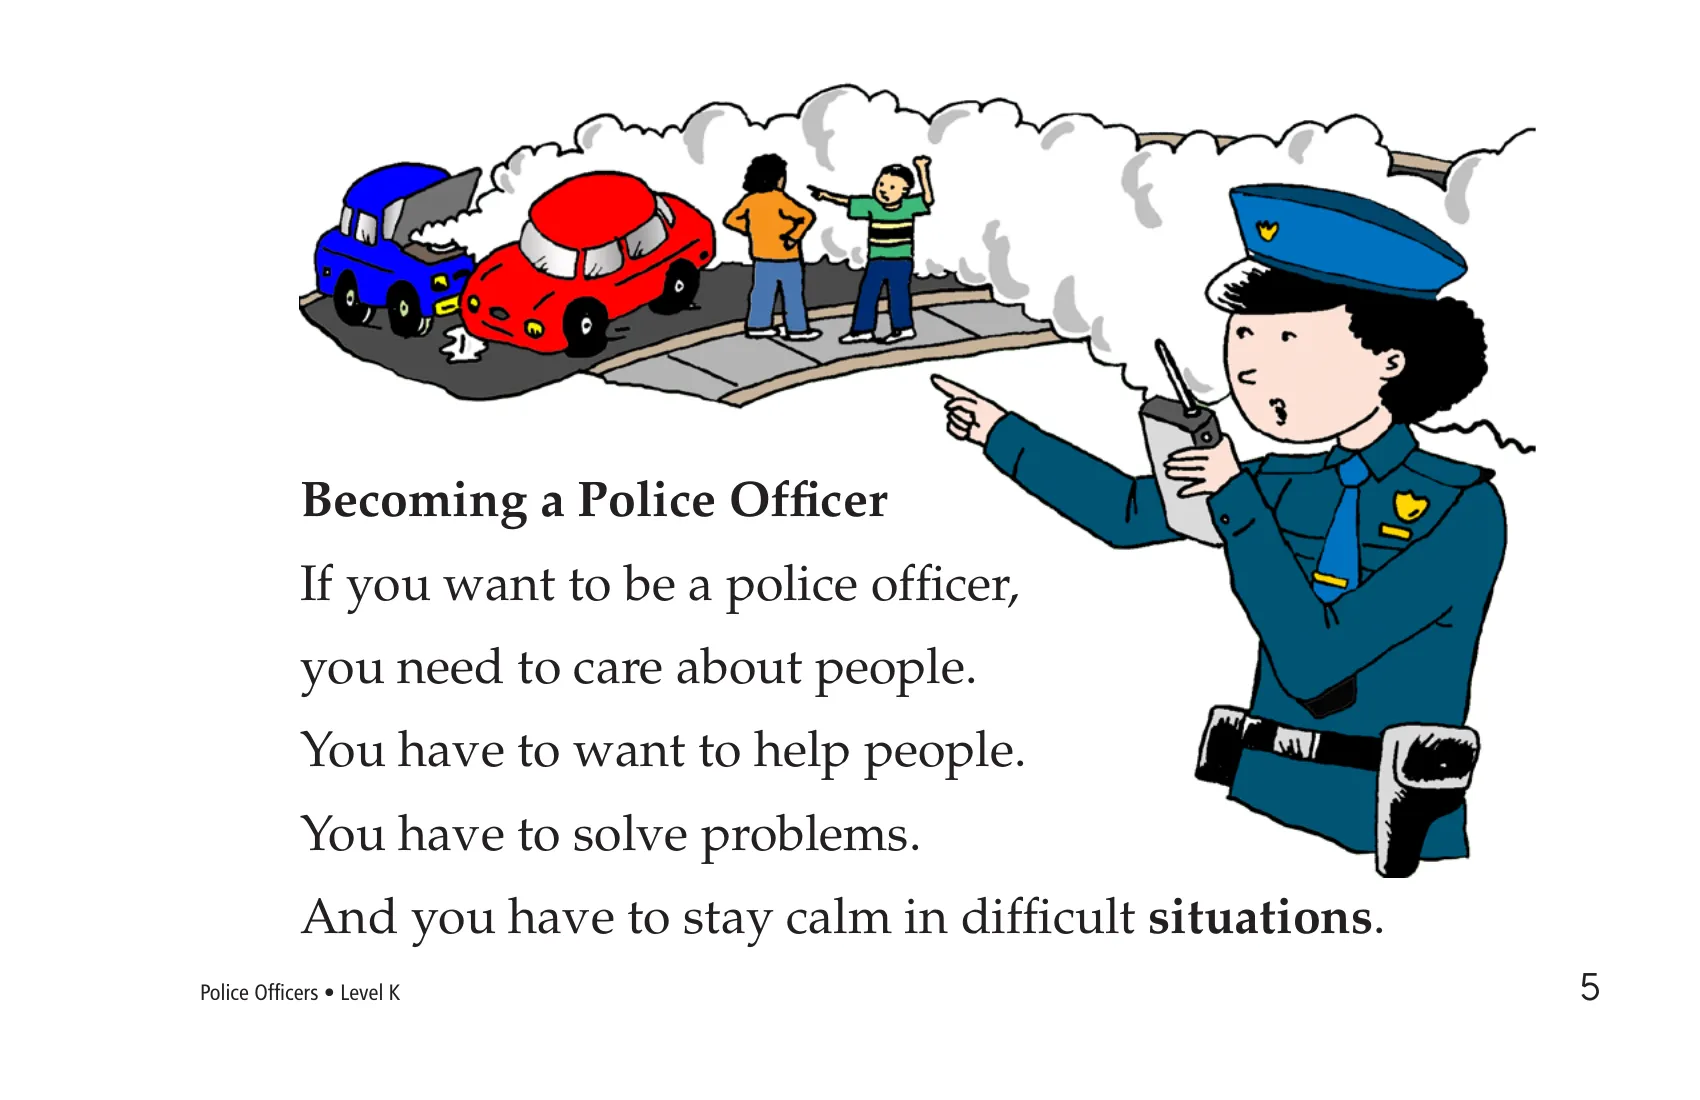 Becoming a Police Officer
If you want to be a police officer,
you need to care about people.
You have to want to help people.
You have to solve problems.
And you have to stay calm in difficult situations.
Police Officers • Level K
5